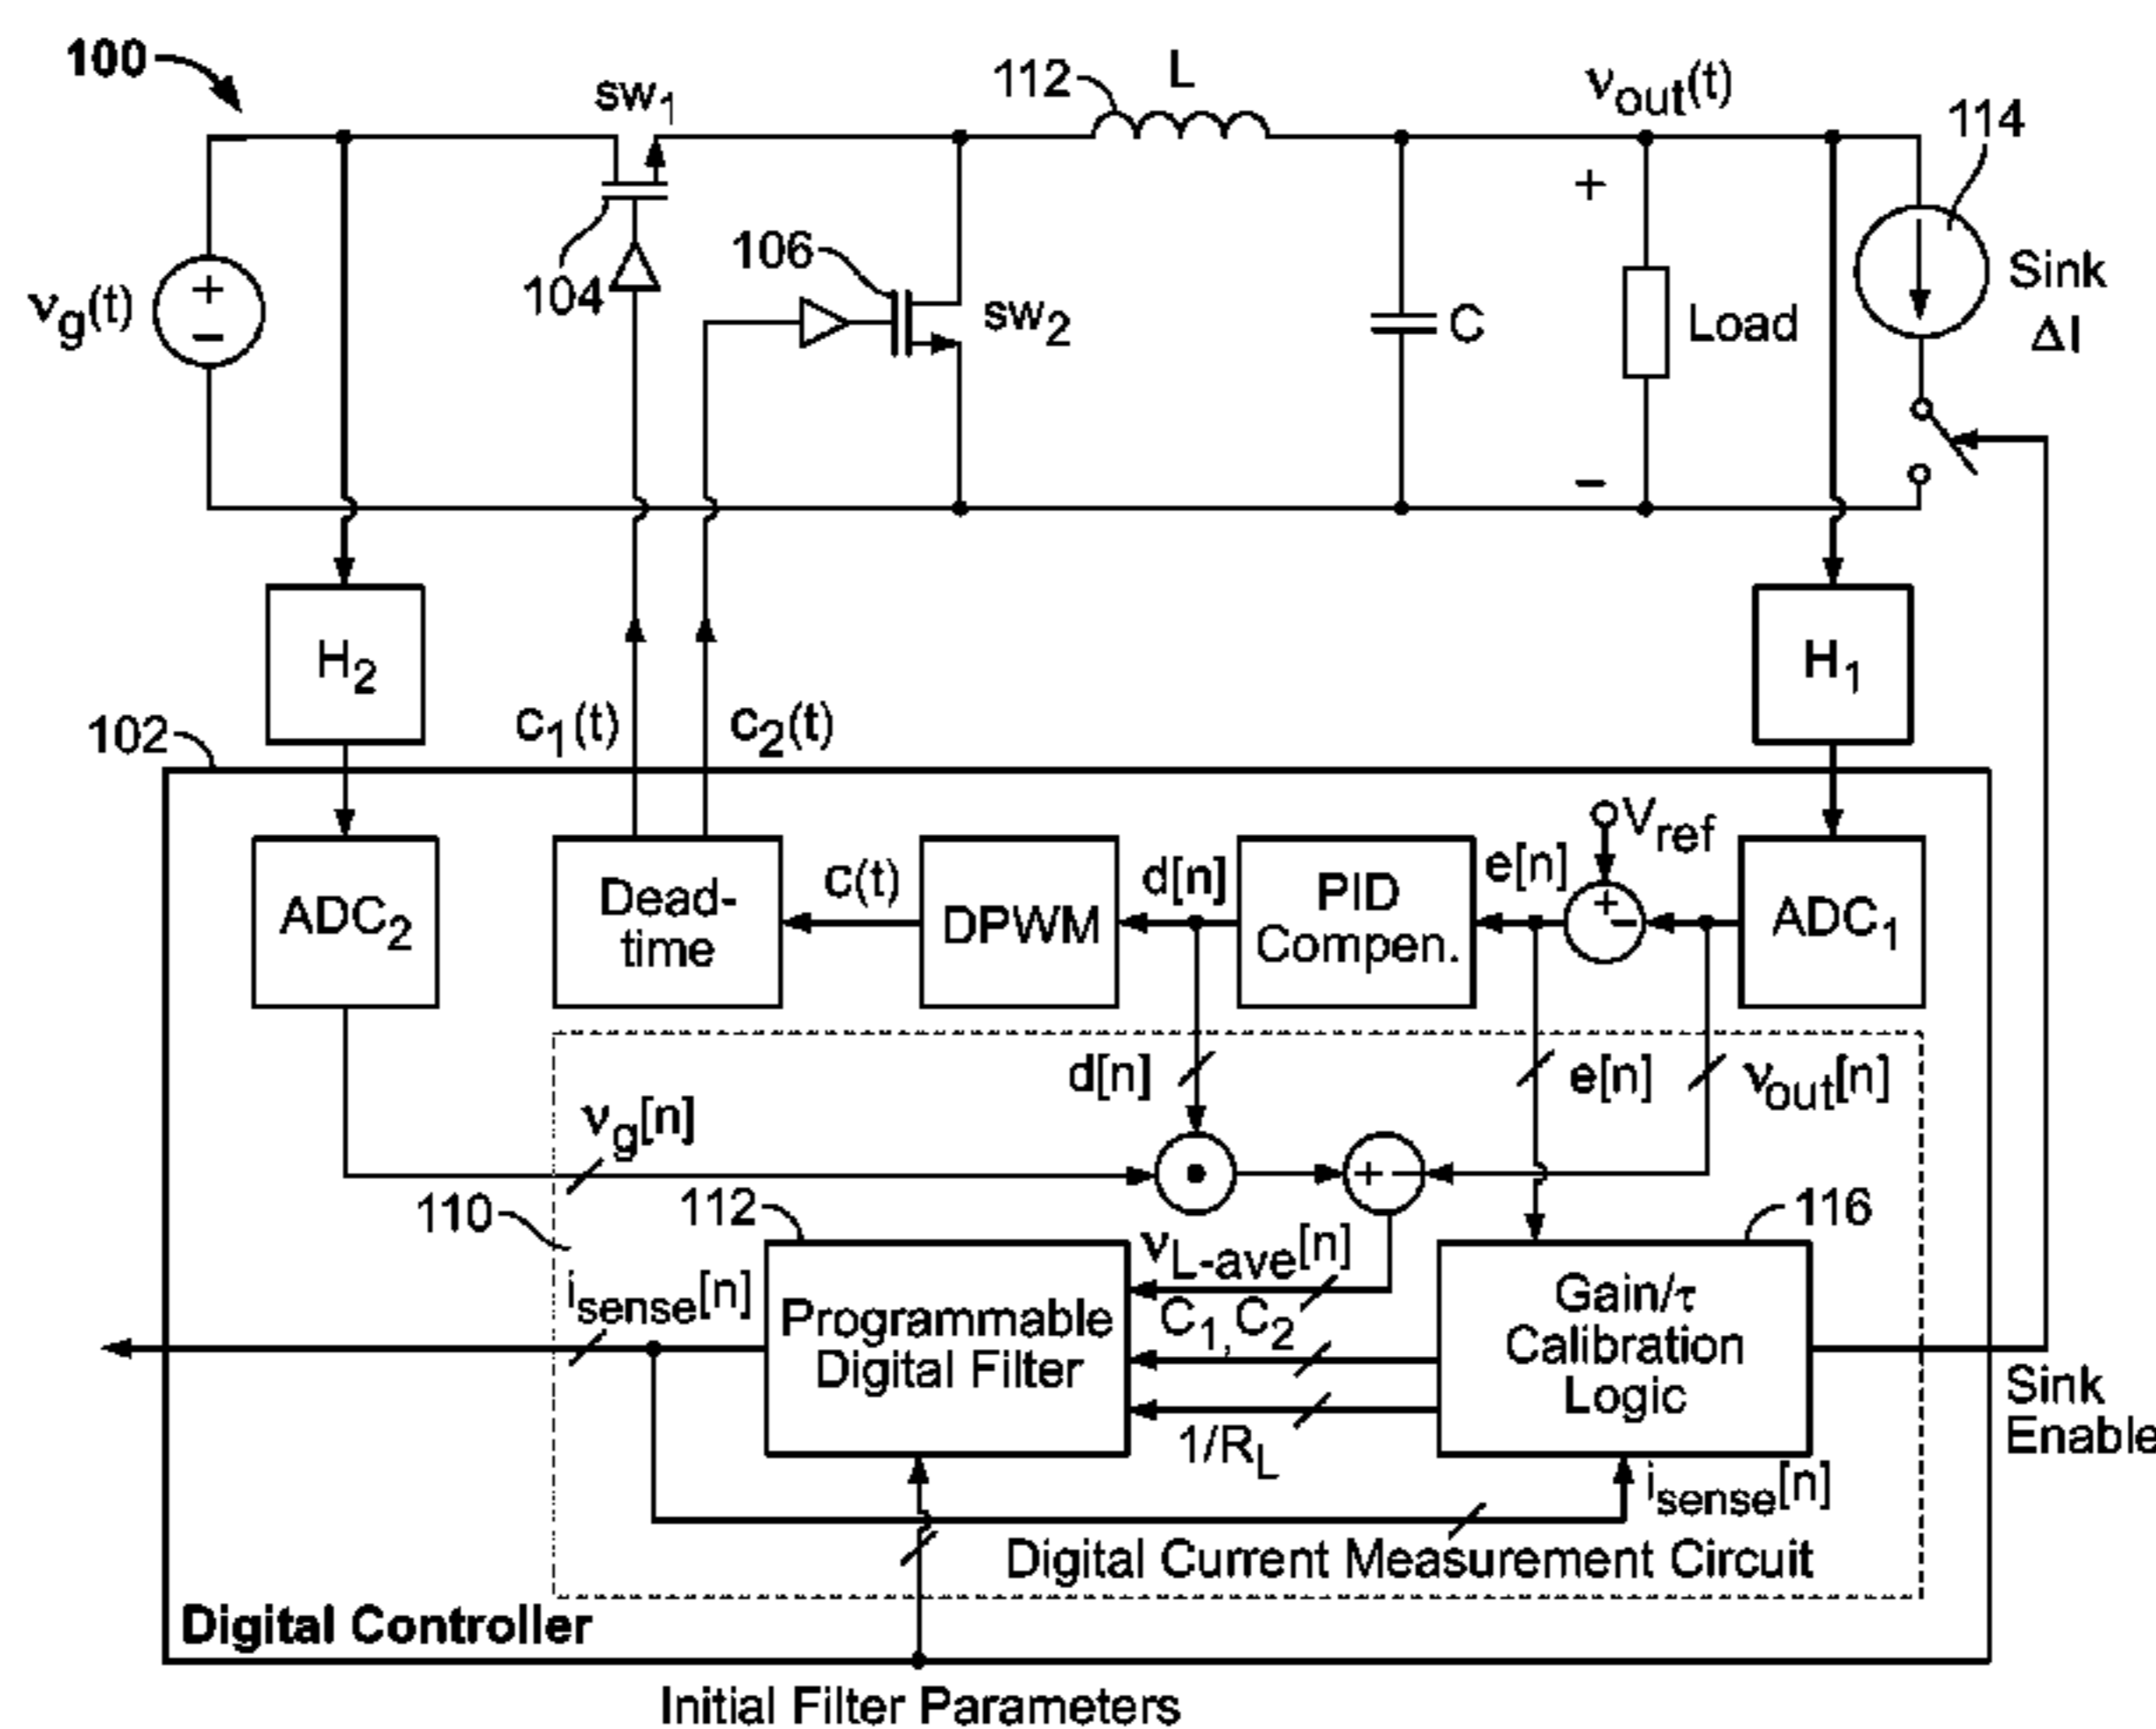 100
sw1
112
L
vout(t)
114
+
104
106
sw2
vg(t)
+
−
C
Load
Sink
ΔI
−
H2
H1
102
c1(t)
c2(t)
Vref
ADC2
Dead-
time
c(t)
DPWM
d[n]
PID
Compen.
e[n]
+
−
ADC1
d[n]
e[n]
vout[n]
vg[n]
+
−
110
112
116
vL-ave[n]
isense[n]
Programmable
Digital Filter
C1, C2
1/RL
Gain/τ
Calibration
Logic
Sink
Enable
isense[n]
Digital Current Measurement Circuit
Digital Controller
Initial Filter Parameters